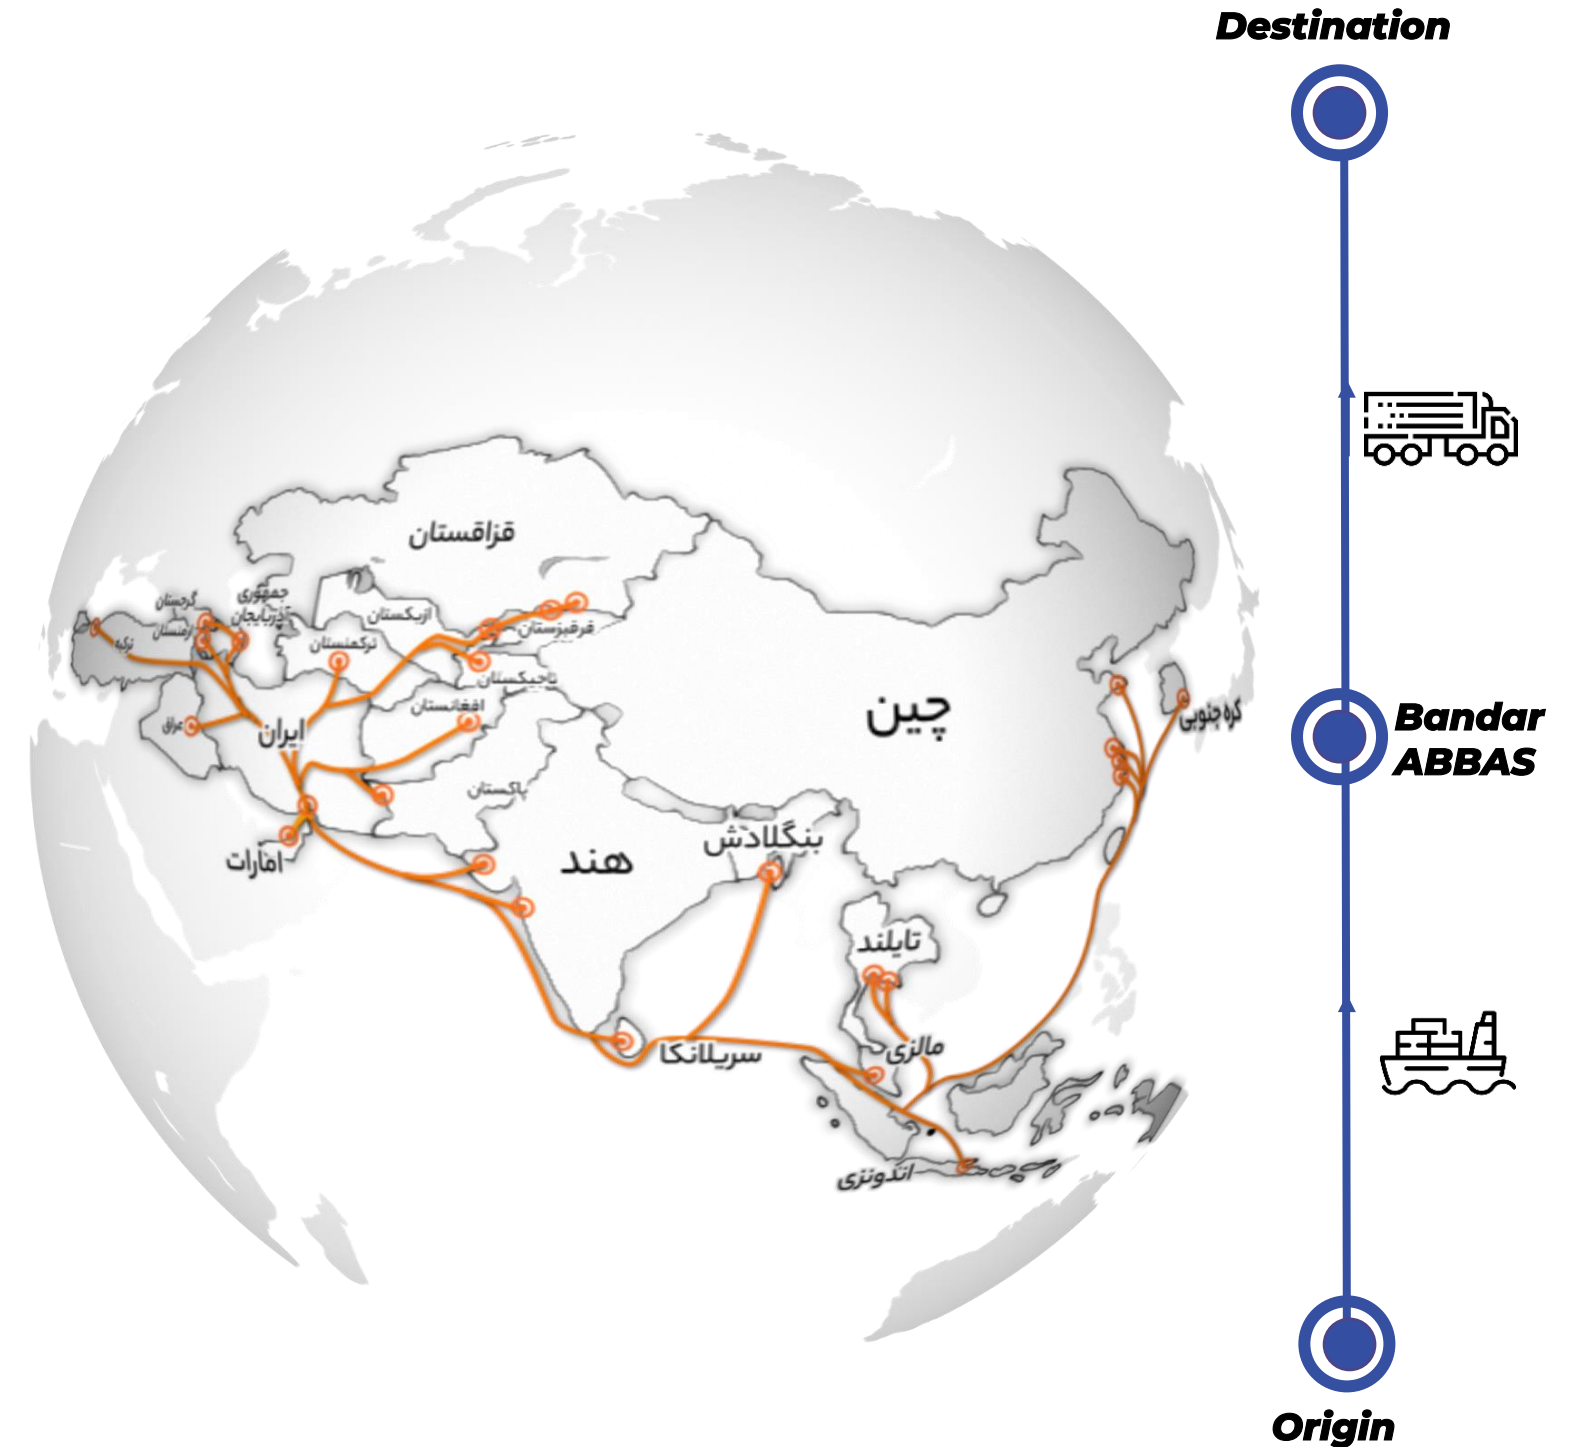 Destination
قزاقستان
گرجستان
جمهوری
آذربایجان
ارمنستان
ترکیه
ازبکستان
ترکمنستان
قرقیزستان
تاجیکستان
افغانستان
عراق
ایران
چین
کره جنوبی
Bandar
ABBAS
پاکستان
امارات
هند
بنگلادش
تایلند
مالزی
سریلانکا
اندونزی
Origin